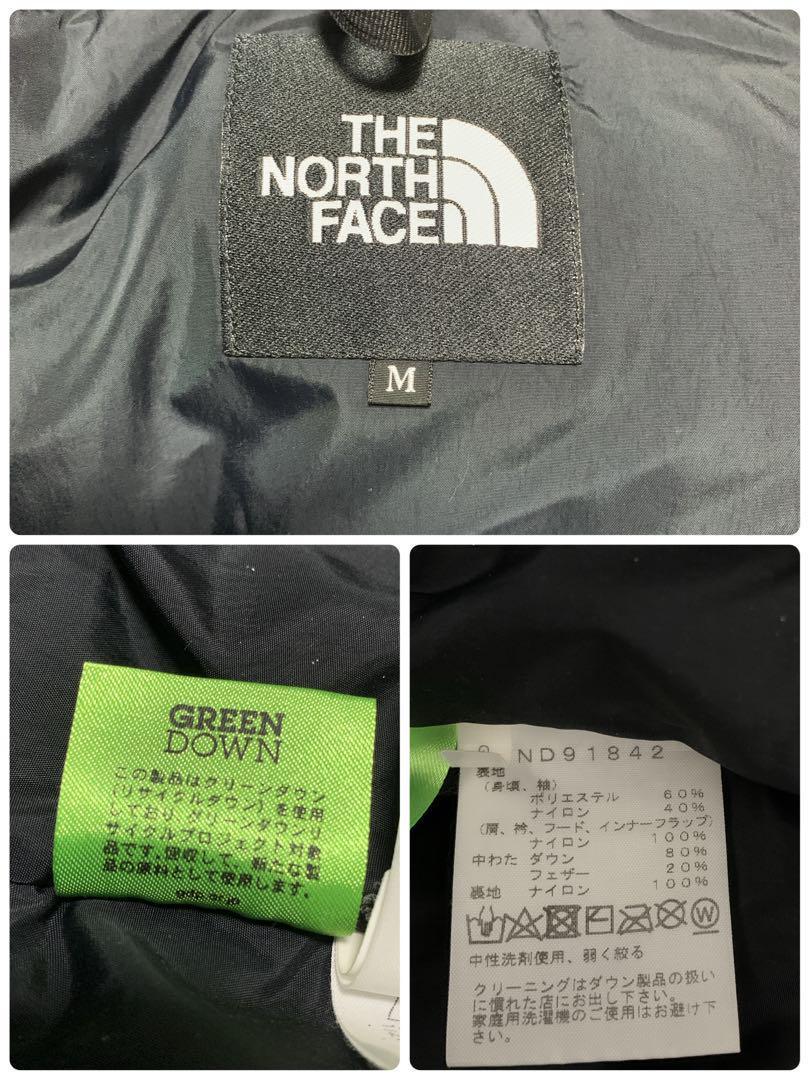 THE
NORTH
FACE
M
GREEN
DOWN
この製品はクリーン ダウン
(リサイクルダウン)を使用
しており グリーンダウンリ
サイクルプロジェクト対象
品です。回収して、新たな製
品の原料として使用します。
gdp.or.jp
ND91842
表地
(身頃、袖)
ポリエステル 60%
ナイロン 40%
(肩、衿、フード、インナーフラップ)
ナイロン 100%
中わた ダウン 80%
フェザー 20%
裏地 ナイロン 100%
W
中性洗剤使用、弱く絞る
クリーニングはダウン製品の扱い
に慣れた店にお出し下さい。
家庭用洗濯機のご使用はお避け下
さい。